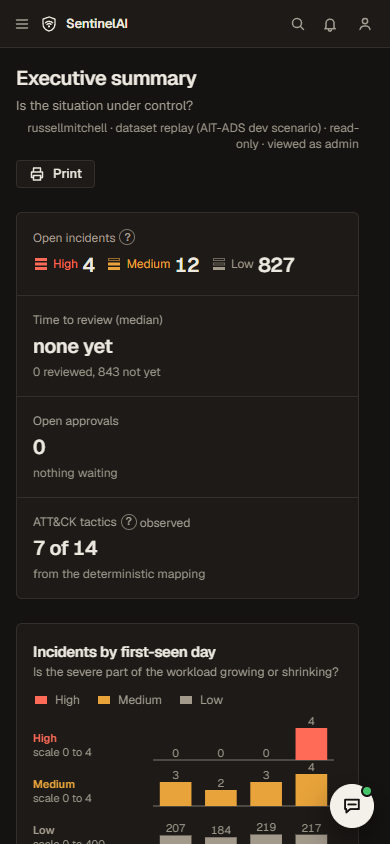 SentinelAI
Executive summary
Is the situation under control?
russellmitchell · dataset replay (AIT-ADS dev scenario) · read-
only · viewed as admin
Print
Open incidents ?
High 4 Medium 12 Low 827
Time to review (median)
none yet
0 reviewed, 843 not yet
Open approvals
0
nothing waiting
ATT&CK tactics ? observed
7 of 14
from the deterministic mapping
Incidents by first-seen day
Is the severe part of the workload growing or shrinking?
High Medium Low
4
High 0 0 0
scale 0 to 4
4
Medium 3 2 3
scale 0 to 4
Low 207 184 219 217
scale 0 to 400